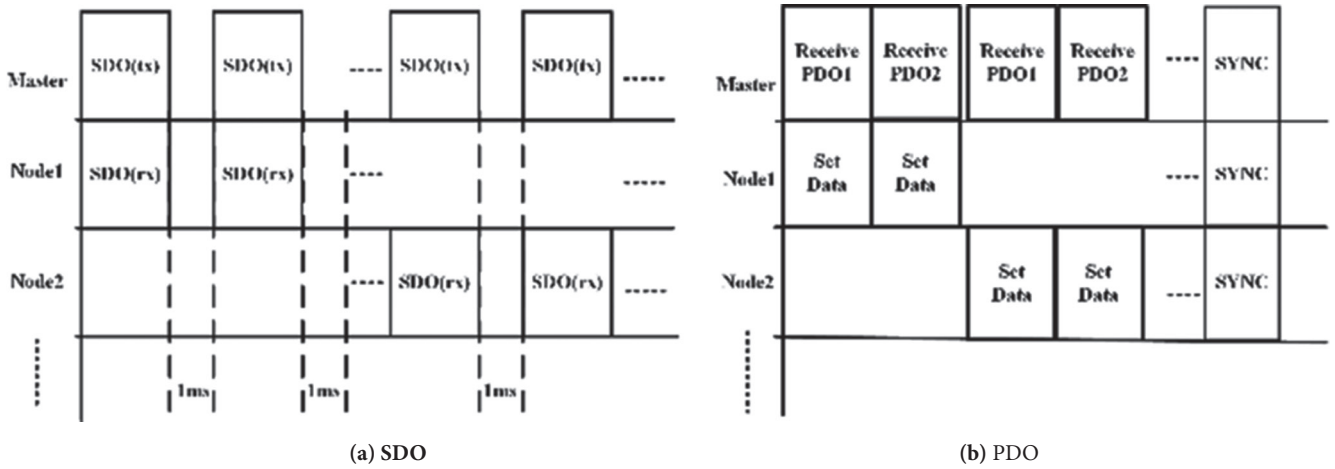 SDO(tx) SDO(tx) SDO(tx) SDO(tx)
Master
SDO(rx) SDO(rx)
Node1
SDO(rx) SDO(rx)
Node2
1ms 1ms 1ms
(a) SDO
Receive PDO1 Receive PDO2 Receive PDO1 Receive PDO2 SYNC
Master
Set Data Set Data SYNC
Node1
Set Data Set Data SYNC
Node2
(b) PDO